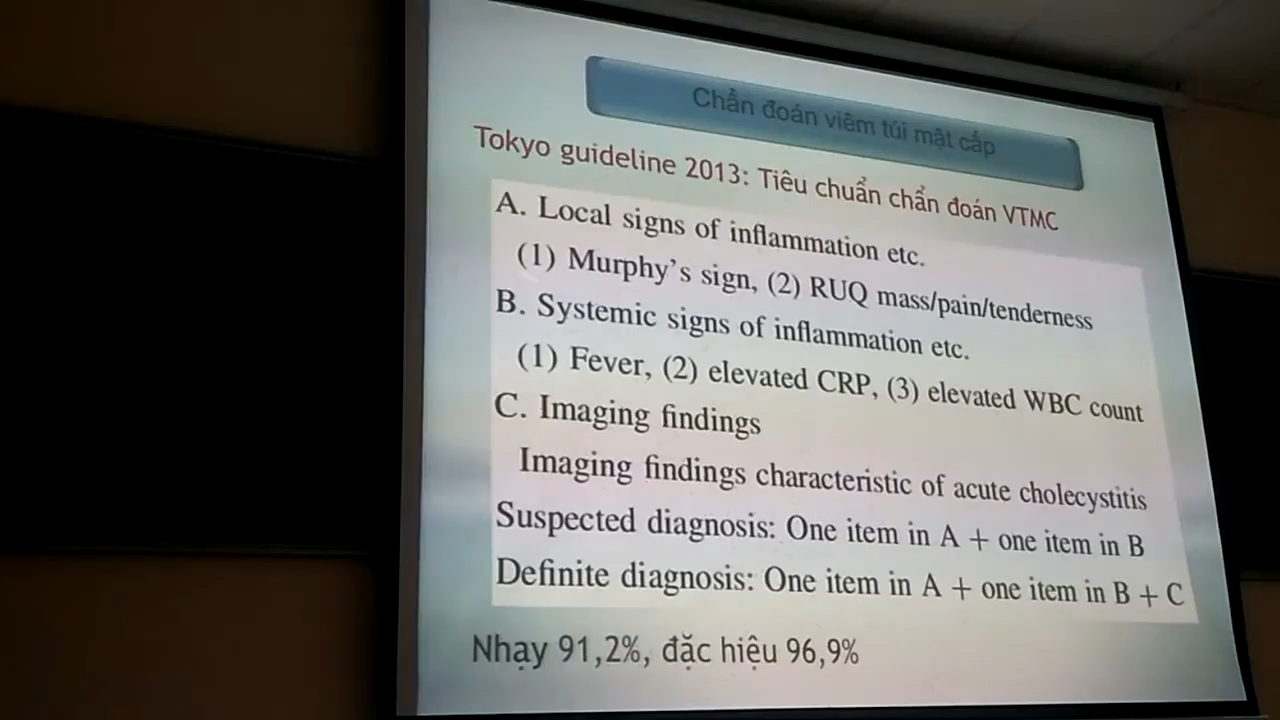 Chẩn đoán viêm túi mật cấp
Tokyo guideline 2013: Tiêu chuẩn chẩn đoán VTMC
A. Local signs of inflammation etc.
(1) Murphy's sign, (2) RUQ mass/pain/tenderness
B. Systemic signs of inflammation etc.
(1) Fever, (2) elevated CRP, (3) elevated WBC count
C. Imaging findings
Imaging findings characteristic of acute cholecystitis
Suspected diagnosis: One item in A + one item in B
Definite diagnosis: One item in A + one item in B + C
Nhạy 91,2%, đặc hiệu 96,9%